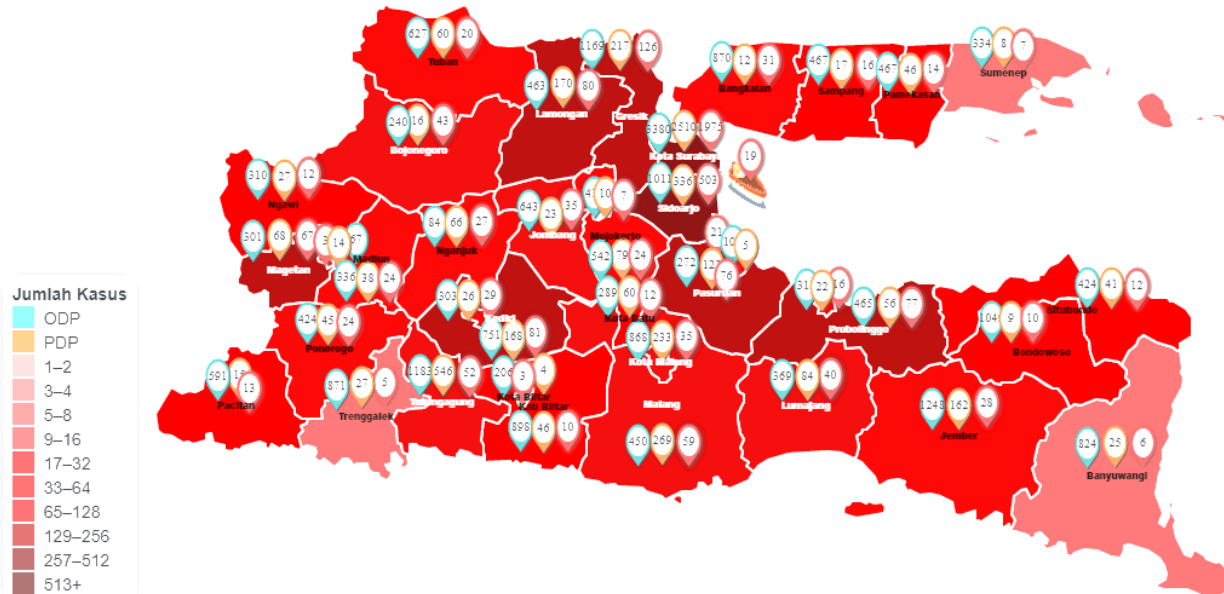 627 60 20
Tuban
1169 217 126
Gresik
463 170 80
Lamongan
870 12 31
Bangkalan
467 17 16
Sampang
467 46 14
Pamekasan
334 8 7
Sumenep
240 16 43
Bojonegoro
3380 2510 1975
Kota Surabaya
19
310 27 12
Ngawi
1011 336 503
Sidoarjo
643 23 35
Jombang
10 7
Mojokerto
84 66 27
Nganjuk
301 68 67
Magetan
14 67
Madiun
336 38 24
542 79 24
21 5
272 76
Pasuruan
303 26 29
Kediri
289 60 12
Kota Batu
31 22 16
465 56 77
Probolinggo
424 41 12
Situbondo
9 10
Bondowoso
424 45 24
Ponorogo
751 168 81
868 233 35
Kota Malang
591 13
Pacitan
871 27 5
Trenggalek
1183 546 52
Tulungagung
206 3 4
Kota Blitar
Kab Blitar
898 46 10
Malang
450 269 59
369 84 40
Lumajang
1248 162 28
Jember
824 25 6
Banyuwangi
Jumlah Kasus
ODP
PDP
1–2
3–4
5–8
9–16
17–32
33–64
65–128
129–256
257–512
513+